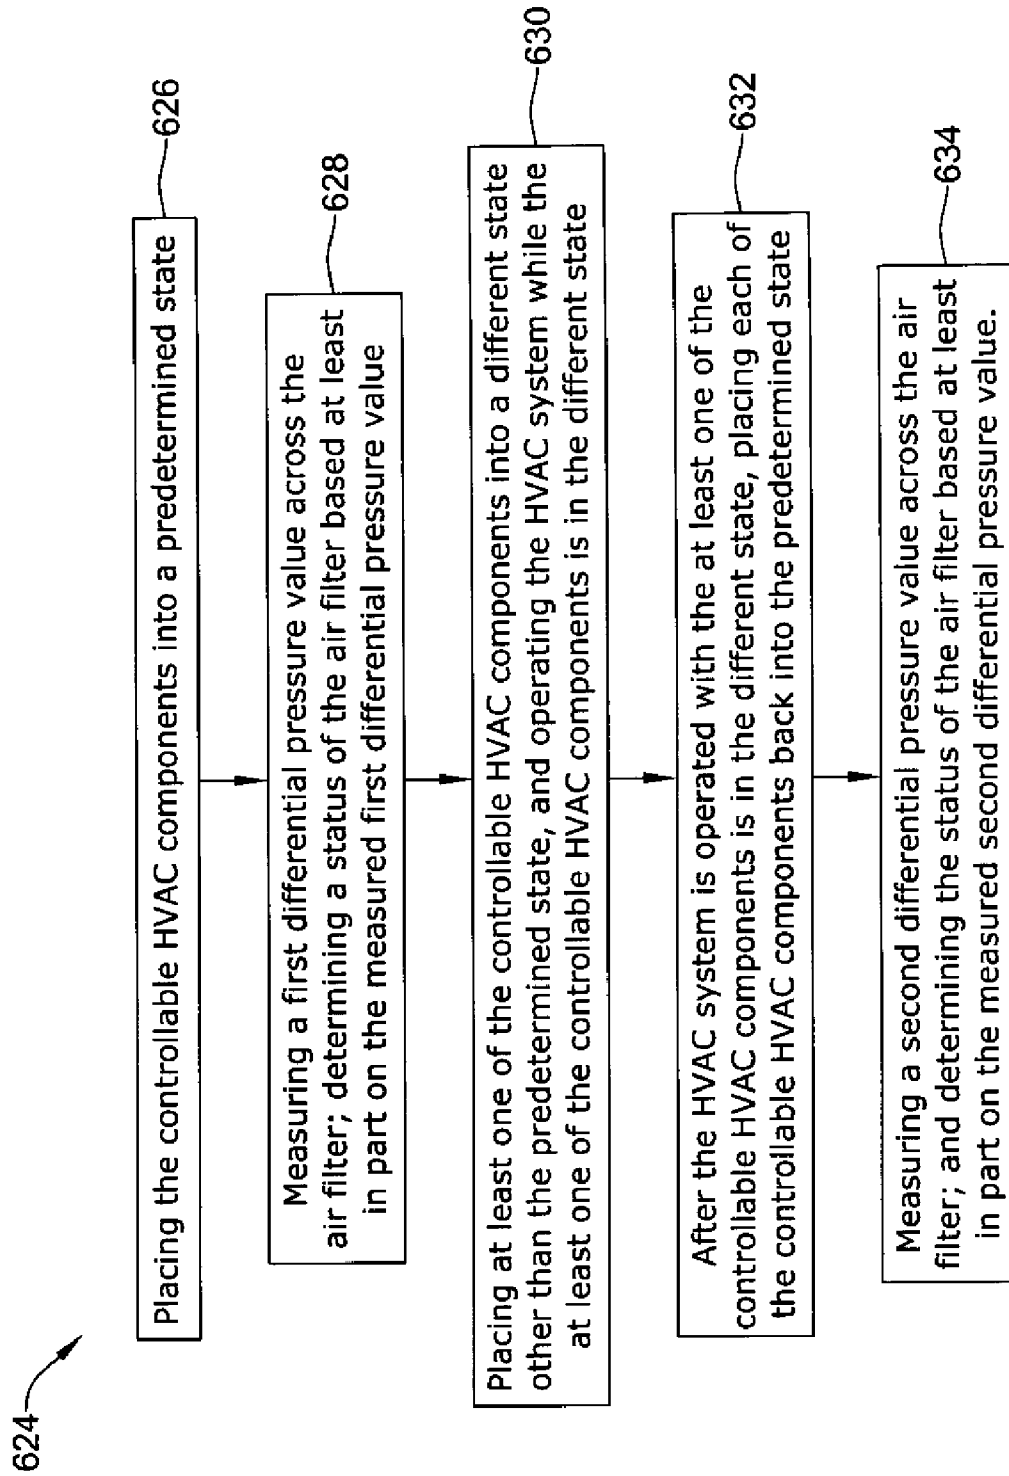 624
Placing the controllable HVAC components into a predetermined state
626
Measuring a first differential pressure value across the
air filter; determining a status of the air filter based at least
in part on the measured first differential pressure value
628
Placing at least one of the controllable HVAC components into a different state
other than the predetermined state, and operating the HVAC system while the
at least one of the controllable HVAC components is in the different state
630
After the HVAC system is operated with the at least one of the
controllable HVAC components is in the different state, placing each of
the controllable HVAC components back into the predetermined state
632
Measuring a second differential pressure value across the air
filter; and determining the status of the air filter based at least
in part on the measured second differential pressure value.
634